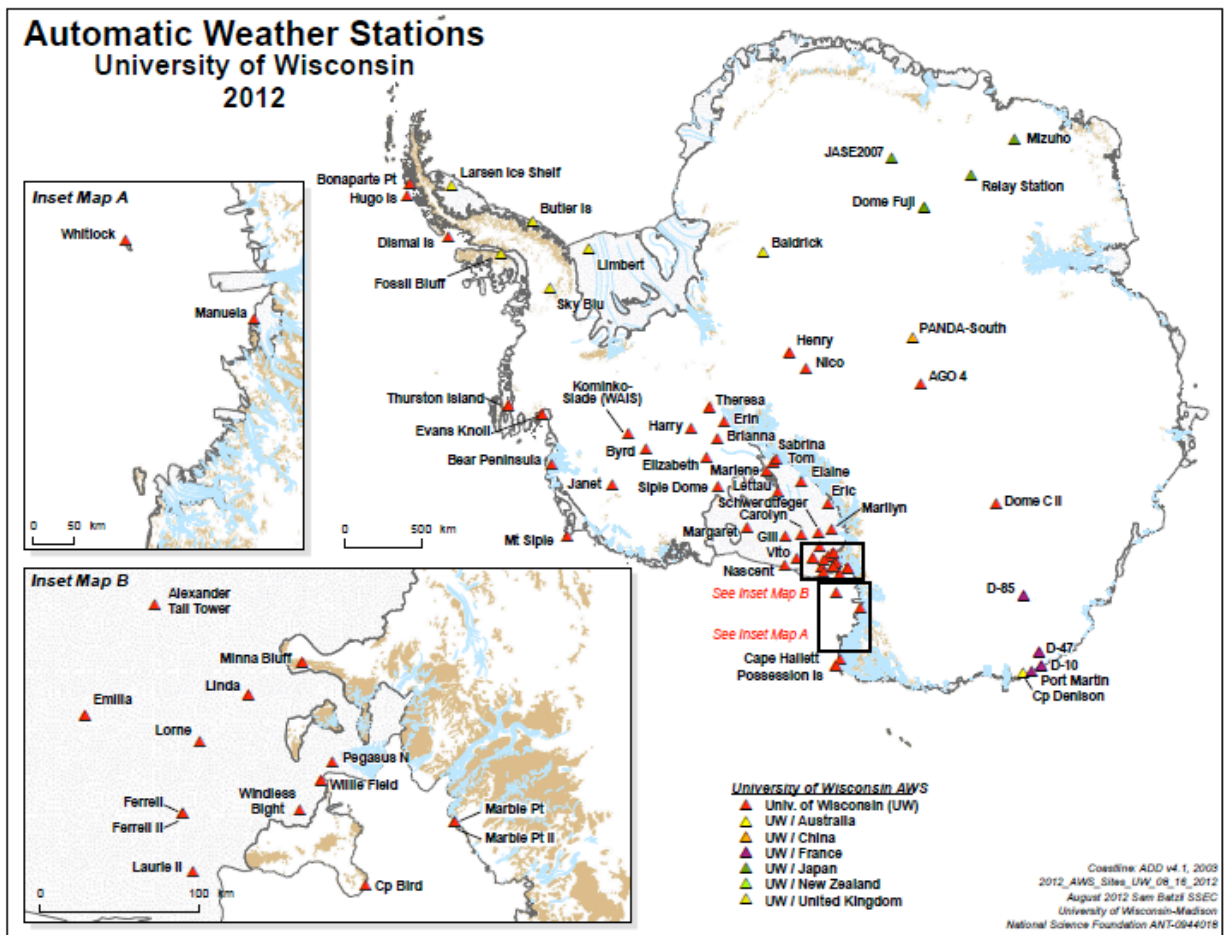 Automatic Weather Stations
University of Wisconsin
2012
Inset Map A
Whitlock
Manuela
0 50 km
Bonaparte Pt
Hugo Is
Larsen Ice Shelf
Butler Is
Dismal Is
Fossil Bluff
Limbert
Sky Blu
JASE2007
Mizuho
Relay Station
Dome Fuji
Baldrick
PANDA-South
Henry
Nico
AGO 4
Kominko-
Slade (WAIS)
Thurston Island
Evans Knoll
Theresa
Erin
Harry
Brianna
Byrd
Sabrina
Tom
Bear Peninsula
Elizabeth
Marlene
Elaine
Janet
Siple Dome
Lettau
Eric
Schwerdtfeger
Carolyn
Marilyn
Dome C II
0 500 km
Mt Siple
Margaret
Gill
Vito
Nascent
See Inset Map B
See Inset Map A
D-85
D-47
D-10
Port Martin
Cp Denison
Cape Hallett
Possession Is
Inset Map B
Alexander
Tall Tower
Minna Bluff
Linda
Emilia
Lorne
Pegasus N
Willie Field
Windless
Bight
Ferrell
Ferrell II
Marble Pt
Marble Pt II
Laurie II
Cp Bird
0 100 km
University of Wisconsin AWS
Univ. of Wisconsin (UW)
UW / Australia
UW / China
UW / France
UW / Japan
UW / New Zealand
UW / United Kingdom
Coastline: ADD v4.1, 2003
2012_AWS_Sites_UW_08_16_2012
August 2012 Sam Batzli SSEC
University of Wisconsin-Madison
National Science Foundation ANT-0944018